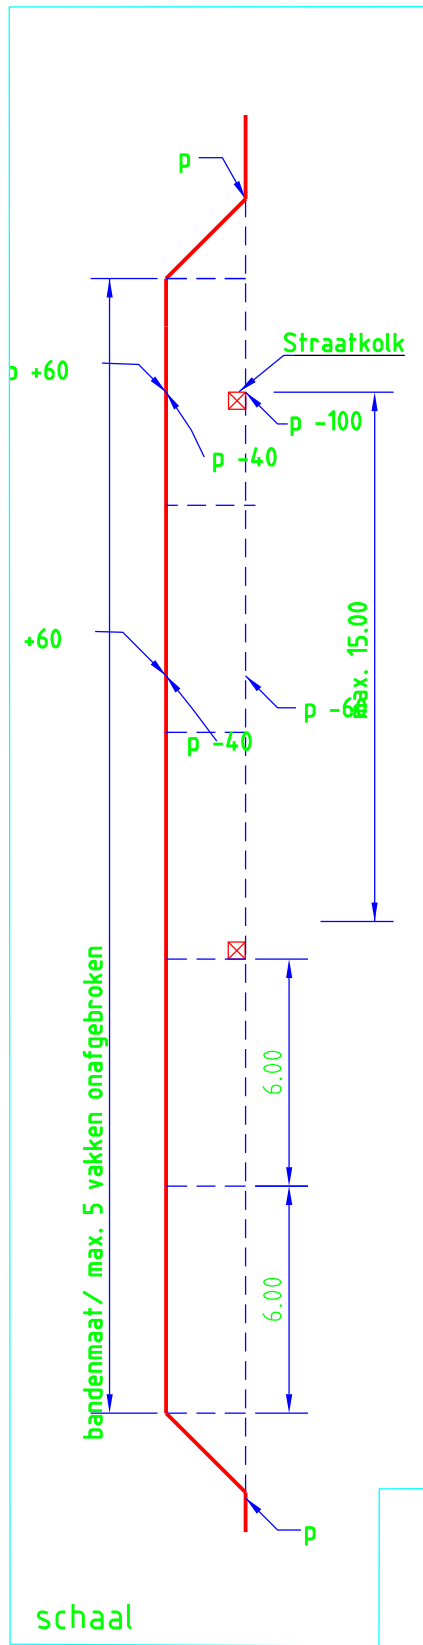 p
Straatkolk
p +60
p -100
p -40
max. 15.00
+60
p -60
p -40
bandenmaat/ max. 5 vakken onafgebroken
6.00
6.00
p
schaal